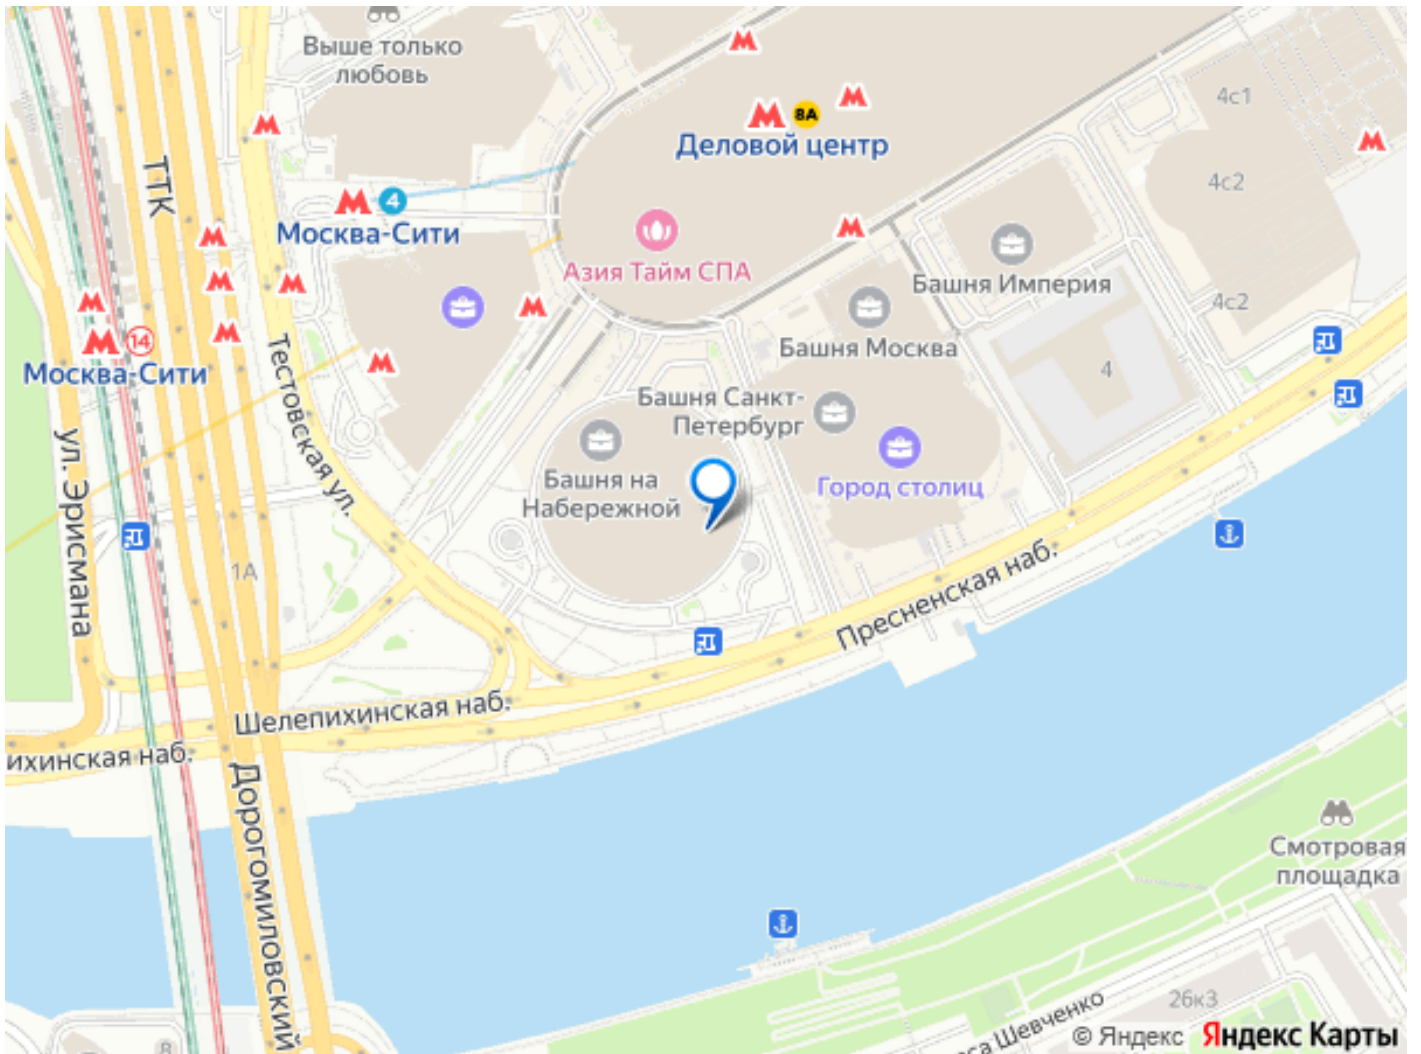 Выше только
любовь
4с1
8А
Деловой центр
ТТК
4с2
4
Москва-Сити
Азия Тайм СПА
Башня Империя
4с2
14
Москва-Сити
Башня Москва
4
Тестовская ул.
Башня Санкт-
Петербург
Башня на
Набережной
Город столиц
ул. Эрисмана
1А
Пресненская наб.
Шелепихинская наб.
ихинская наб.
Дорогомиловский
Смотровая
площадка
26к3
аса Шевченко
8
© Яндекс Яндекс Карты